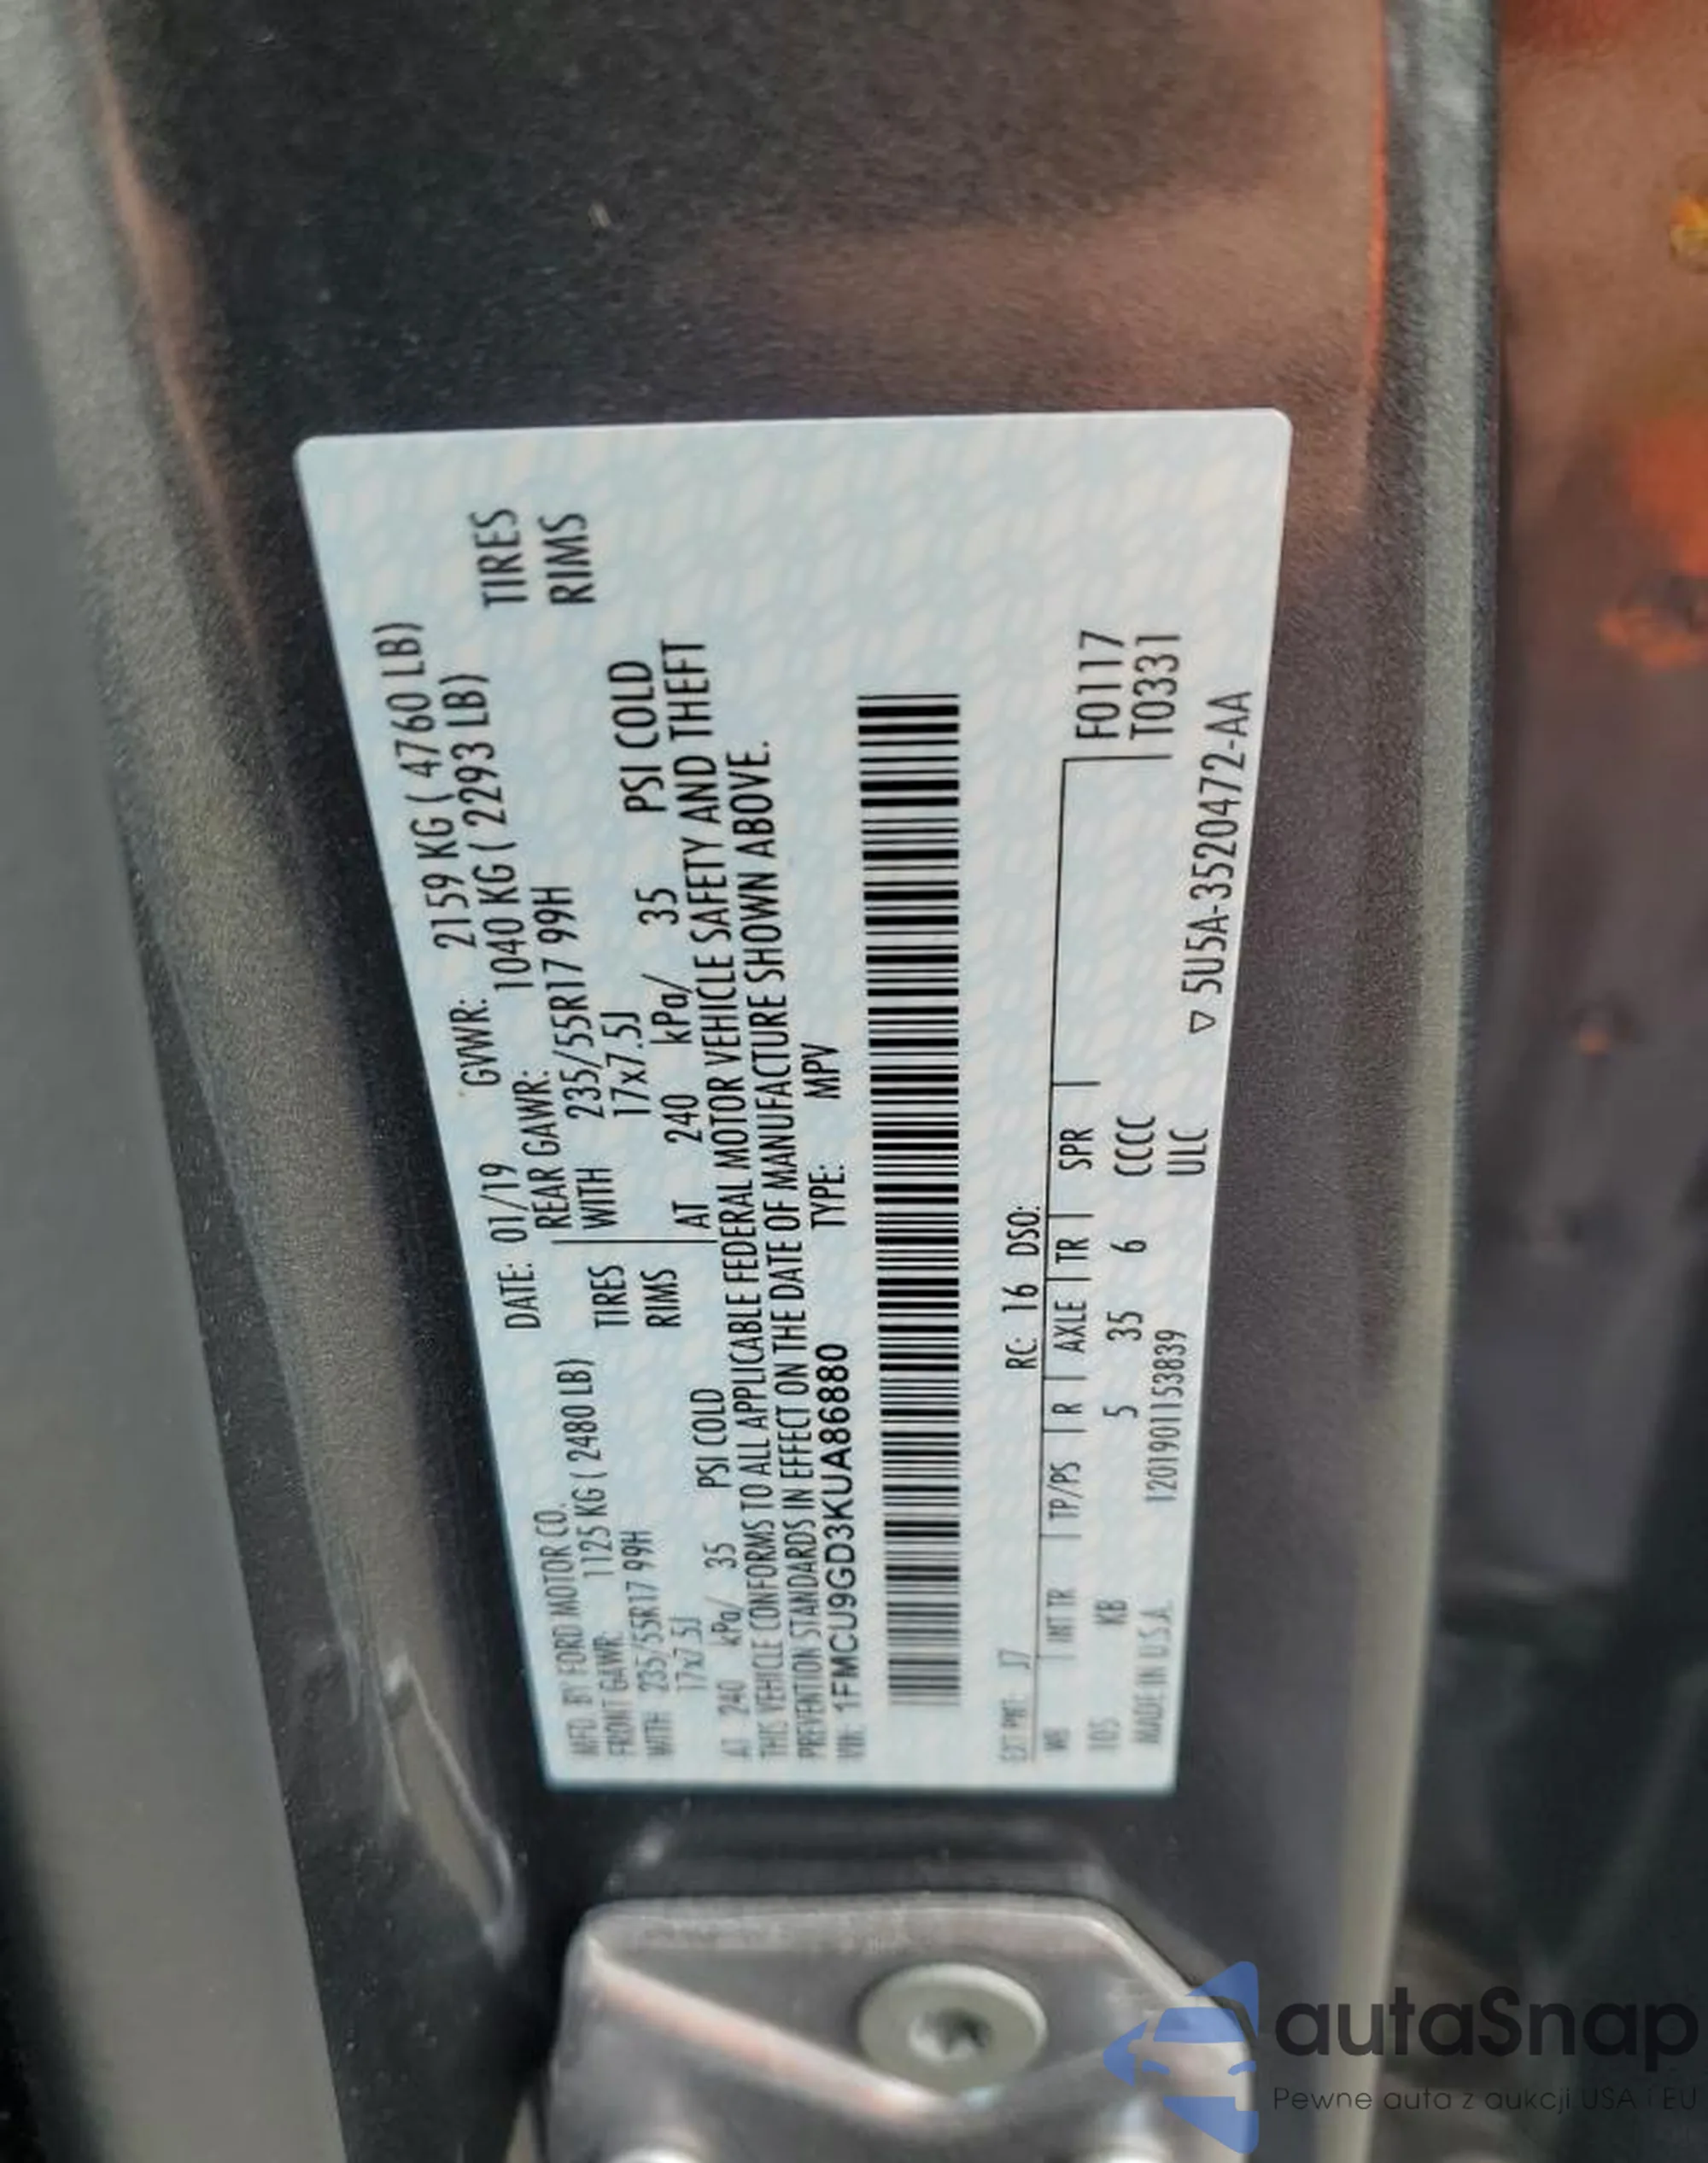 MFD. BY FORD MOTOR CO.
DATE: 01/19 GVWR: 2159 KG ( 4760 LB)
FRONT GAWR: 1125 KG ( 2480 LB) REAR GAWR: 1040 KG ( 2293 LB)
WITH 235/55R17 99H TIRES WITH 235/55R17 99H TIRES
17x7.5J RIMS 17x7.5J RIMS
AT 240 kPa/ 35 PSI COLD AT 240 kPa/ 35 PSI COLD
THIS VEHICLE CONFORMS TO ALL APPLICABLE FEDERAL MOTOR VEHICLE SAFETY AND THEFT
PREVENTION STANDARDS IN EFFECT ON THE DATE OF MANUFACTURE SHOWN ABOVE.
VIN: 1FMCU9GD3KUA86880 TYPE: MPV
EXT PNT: J7 RC: 16 DSO:
WB INT TR TP/PS R AXLE TR SPR F0117
105 KB 5 35 6 CCCC T0331
MADE IN U.S.A. 1201901153839 ULC ▽ 5U5A-3520472-AA
autaSnap
Pewne auta z aukcji USA i EU